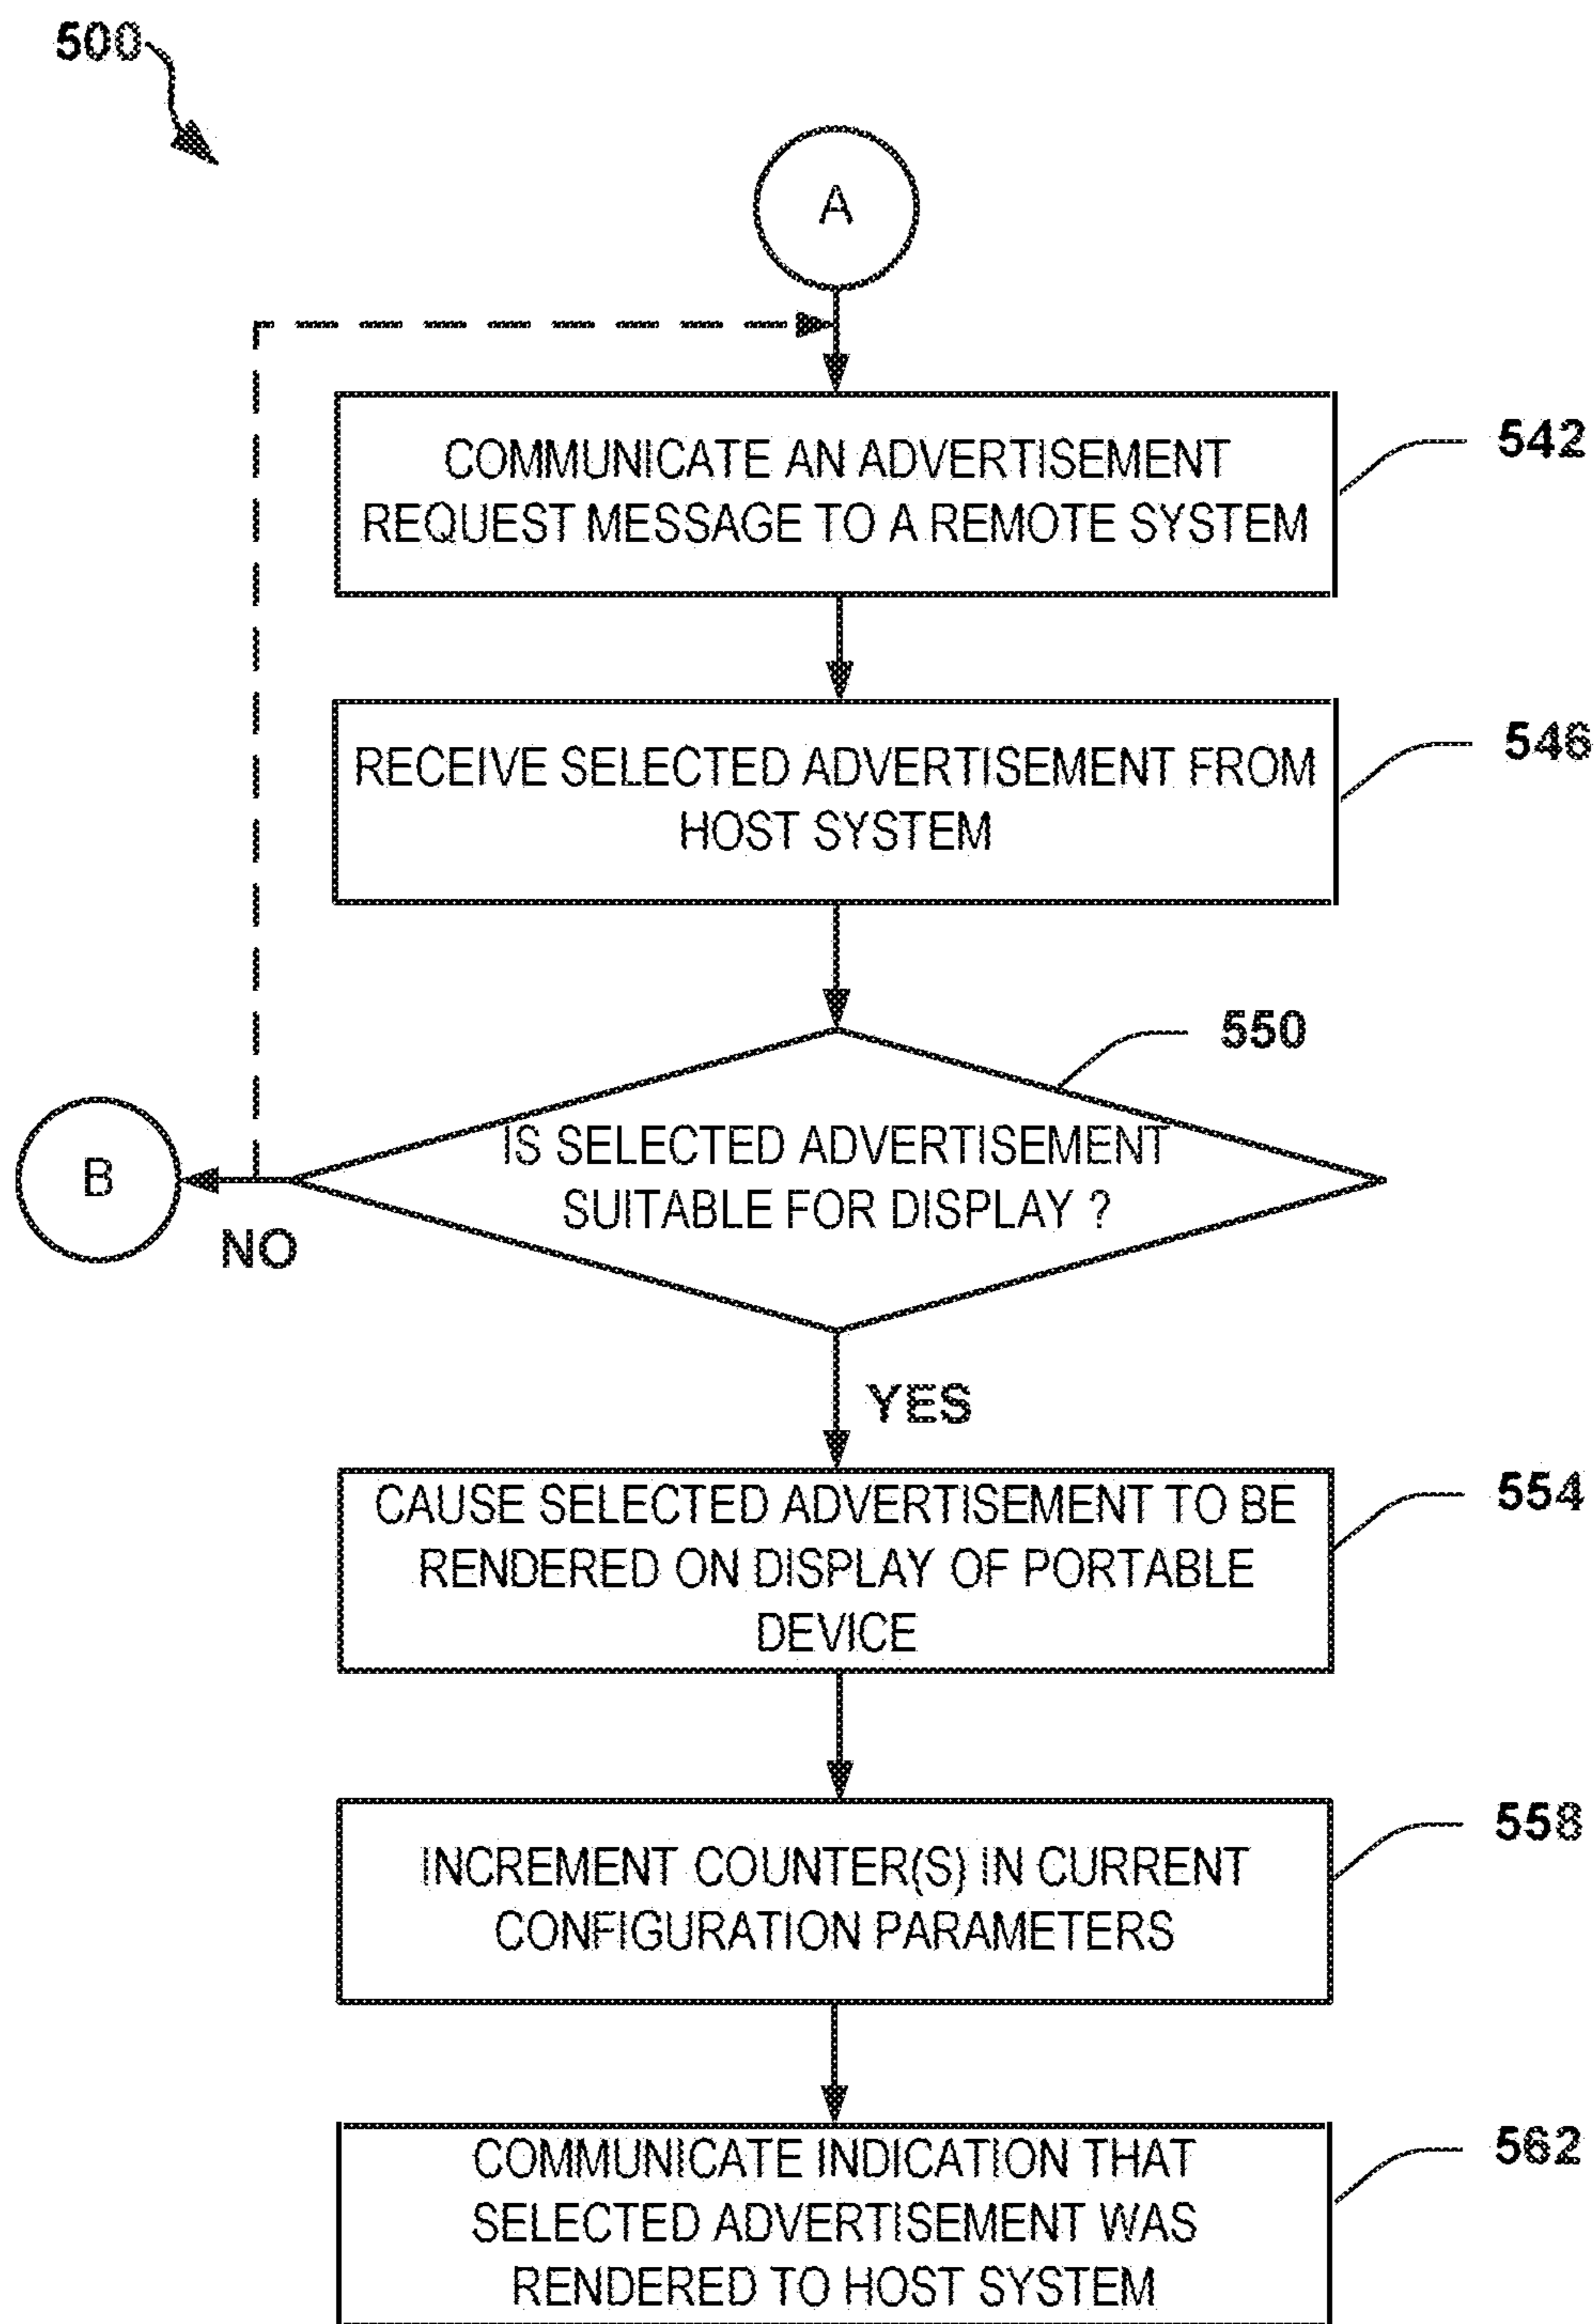 500
A
COMMUNICATE AN ADVERTISEMENT
REQUEST MESSAGE TO A REMOTE SYSTEM
542
RECEIVE SELECTED ADVERTISEMENT FROM
HOST SYSTEM
546
550
IS SELECTED ADVERTISEMENT
SUITABLE FOR DISPLAY ?
B
NO
YES
CAUSE SELECTED ADVERTISEMENT TO BE
RENDERED ON DISPLAY OF PORTABLE
DEVICE
554
INCREMENT COUNTER(S) IN CURRENT
CONFIGURATION PARAMETERS
558
COMMUNICATE INDICATION THAT
SELECTED ADVERTISEMENT WAS
RENDERED TO HOST SYSTEM
562